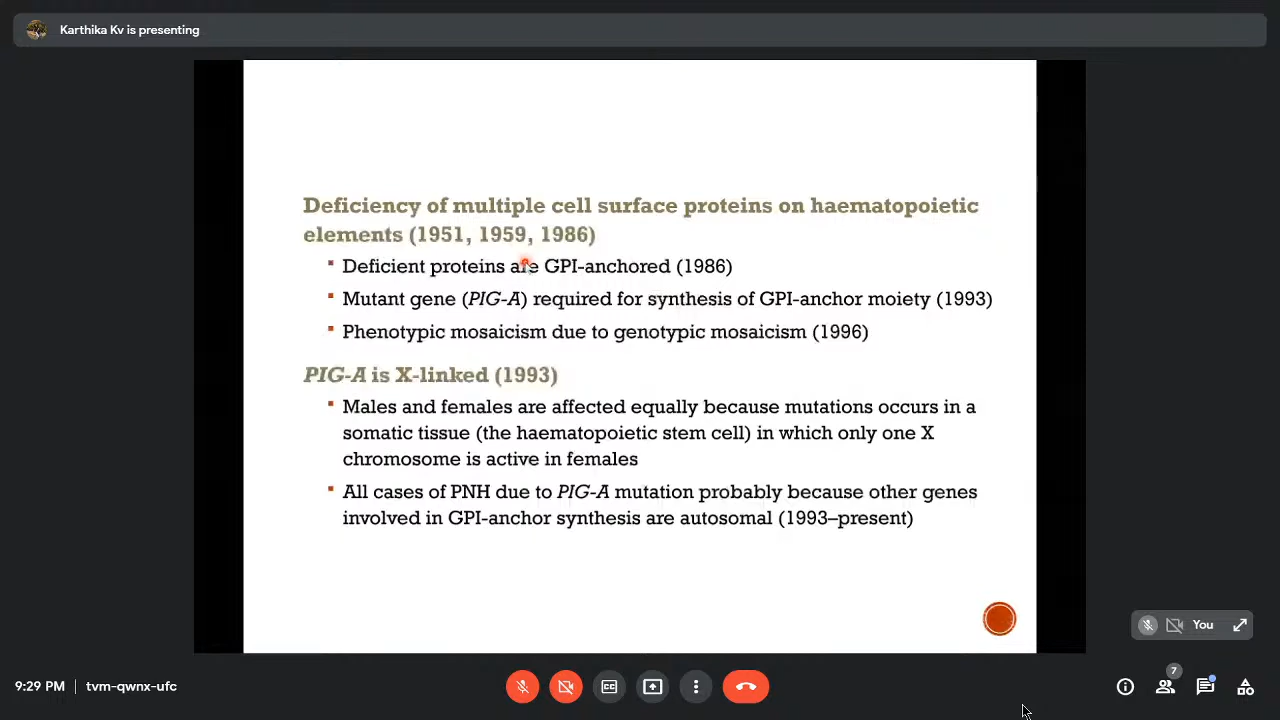 Karthika Kv is presenting
Deficiency of multiple cell surface proteins on haematopoietic
elements (1951, 1959, 1986)
Deficient proteins are GPI-anchored (1986)
Mutant gene (PIG-A) required for synthesis of GPI-anchor moiety (1993)
Phenotypic mosaicism due to genotypic mosaicism (1996)
PIG-A is X-linked (1993)
Males and females are affected equally because mutations occurs in a
somatic tissue (the haematopoietic stem cell) in which only one X
chromosome is active in females
All cases of PNH due to PIG-A mutation probably because other genes
involved in GPI-anchor synthesis are autosomal (1993–present)
You
7
9:29 PM | tvm-qwnx-ufc
CC